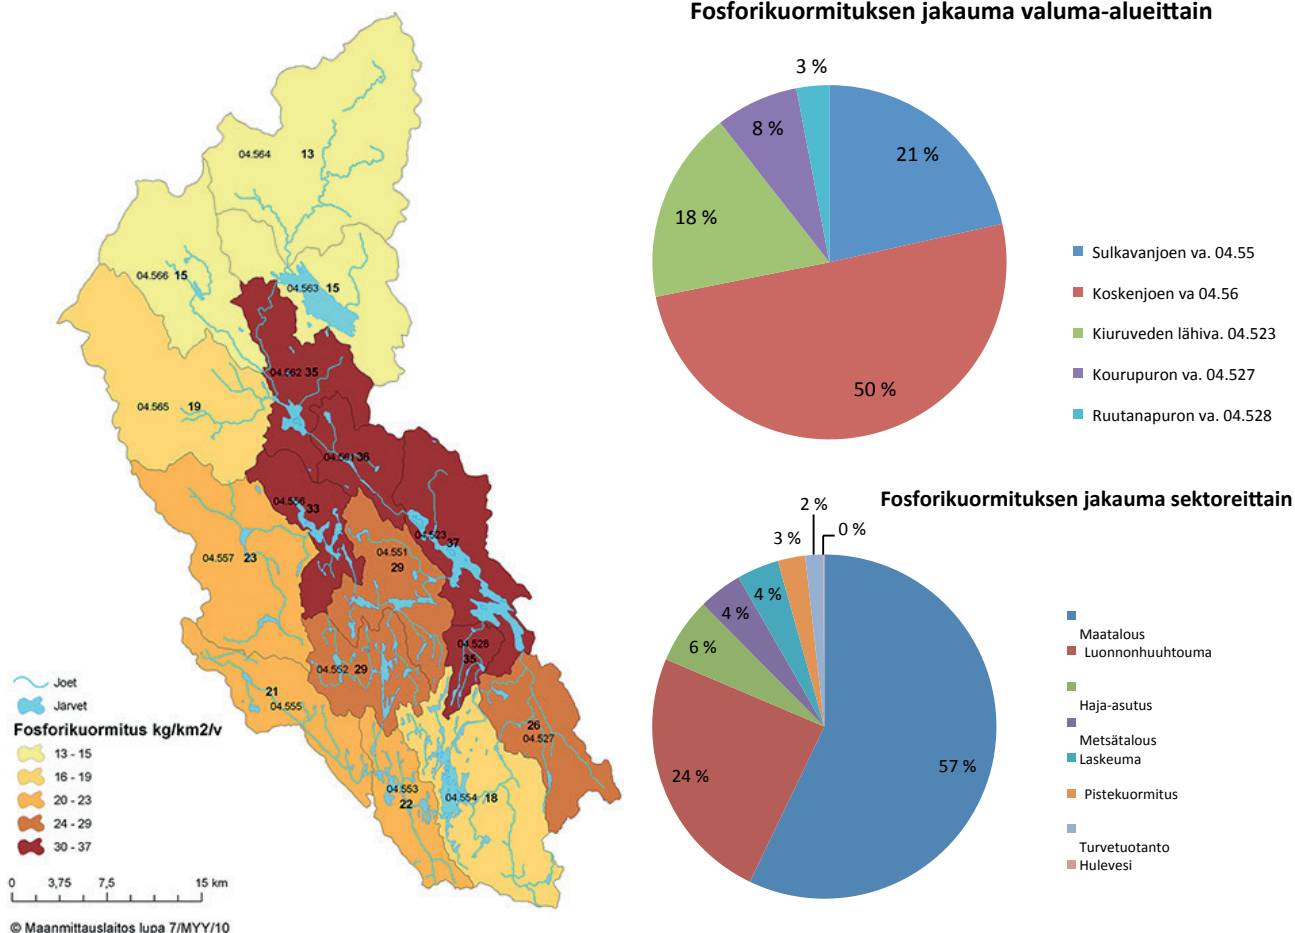 Fosforikuormituksen jakauma valuma-alueittain
3 %
8 %
21 %
18 %
50 %
Sulkavanjoen va. 04.55
Koskenjoen va 04.56
Kiuruveden lähiva. 04.523
Kourupuron va. 04.527
Ruutanapuron va. 04.528
04.564 13
04.566 15
04.563 15
04.562 35
04.565 19
04.561 36
04.556 33
04.523 37
04.557 23
04.551
29
04.528
35
04.552 29
21
04.555
26
04.527
04.553
22
04.554 18
Joet
Järvet
Fosforikuormitus kg/km2/v
13 - 15
16 - 19
20 - 23
24 - 29
30 - 37
0 3,75 7,5 15 km
© Maanmittauslaitos lupa 7/MYY/10
Fosforikuormituksen jakauma sektoreittain
2 %
0 %
3 %
4 %
4 %
6 %
24 %
57 %
Maatalous
Luonnonhuuhtouma
Haja-asutus
Metsätalous
Laskeuma
Pistekuormitus
Turvetuotanto
Hulevesi